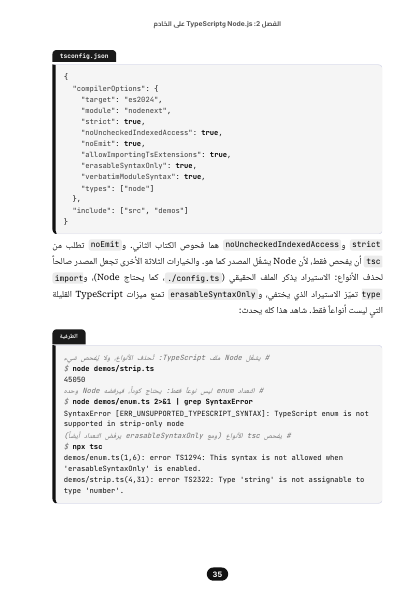 الفصل 2: Node.js وTypeScript على الخادم
tsconfig.json
{
  "compilerOptions": {
    "target": "es2024",
    "module": "nodenext",
    "strict": true,
    "noUncheckedIndexedAccess": true,
    "noEmit": true,
    "allowImportingTsExtensions": true,
    "erasableSyntaxOnly": true,
    "verbatimModuleSyntax": true,
    "types": ["node"]
  },
  "include": ["src", "demos"]
}
strict وnoUncheckedIndexedAccess هما فحوص الكتاب الثاني. وnoEmit تطلب من
tsc أن يفحص فقط، لأن Node يشغّل المصدر كما هو. والخيارات الثلاثة الأخرى تجعل المصدر صالحاً
لحذف الأنواع: الاستيراد يذكر الملف الحقيقي (./config.ts، كما يحتاج Node)، وimport
type تميّز الاستيراد الذي يختفي، وerasableSyntaxOnly تمنع ميزات TypeScript القليلة
التي ليست أنواعاً فقط. شاهد هذا كله يحدث:
الطرفية
# يشغّل Node ملف TypeScript: تُحذف الأنواع، ولا يُفحص شيء
$ node demos/strip.ts
45050
# التعداد enum ليس نوعاً فقط: يحتاج كوداً، فيرفضه Node وحده
$ node demos/enum.ts 2>&1 | grep SyntaxError
SyntaxError [ERR_UNSUPPORTED_TYPESCRIPT_SYNTAX]: TypeScript enum is not
supported in strip-only mode
# يفحص tsc الأنواع (ومع erasableSyntaxOnly يرفض التعداد أيضاً)
$ npx tsc
demos/enum.ts(1,6): error TS1294: This syntax is not allowed when
'erasableSyntaxOnly' is enabled.
demos/strip.ts(4,31): error TS2322: Type 'string' is not assignable to
type 'number'.
35